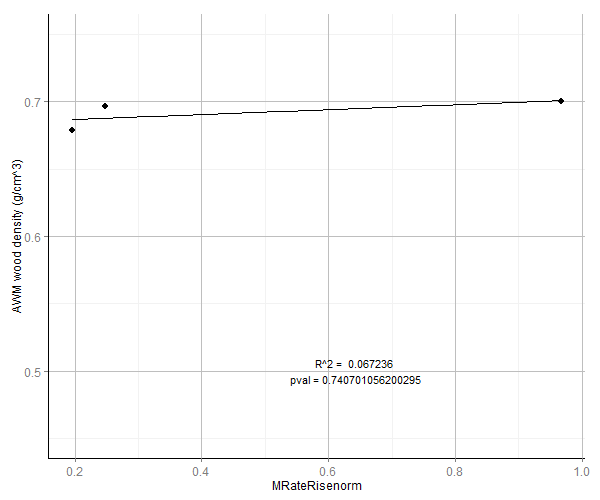 0.7
0.6
0.5
AWM wood density (g/cm^3)
R^2 =  0.067236
pval = 0.740701056200295
0.2 0.4 0.6 0.8 1.0
MRateRisenorm